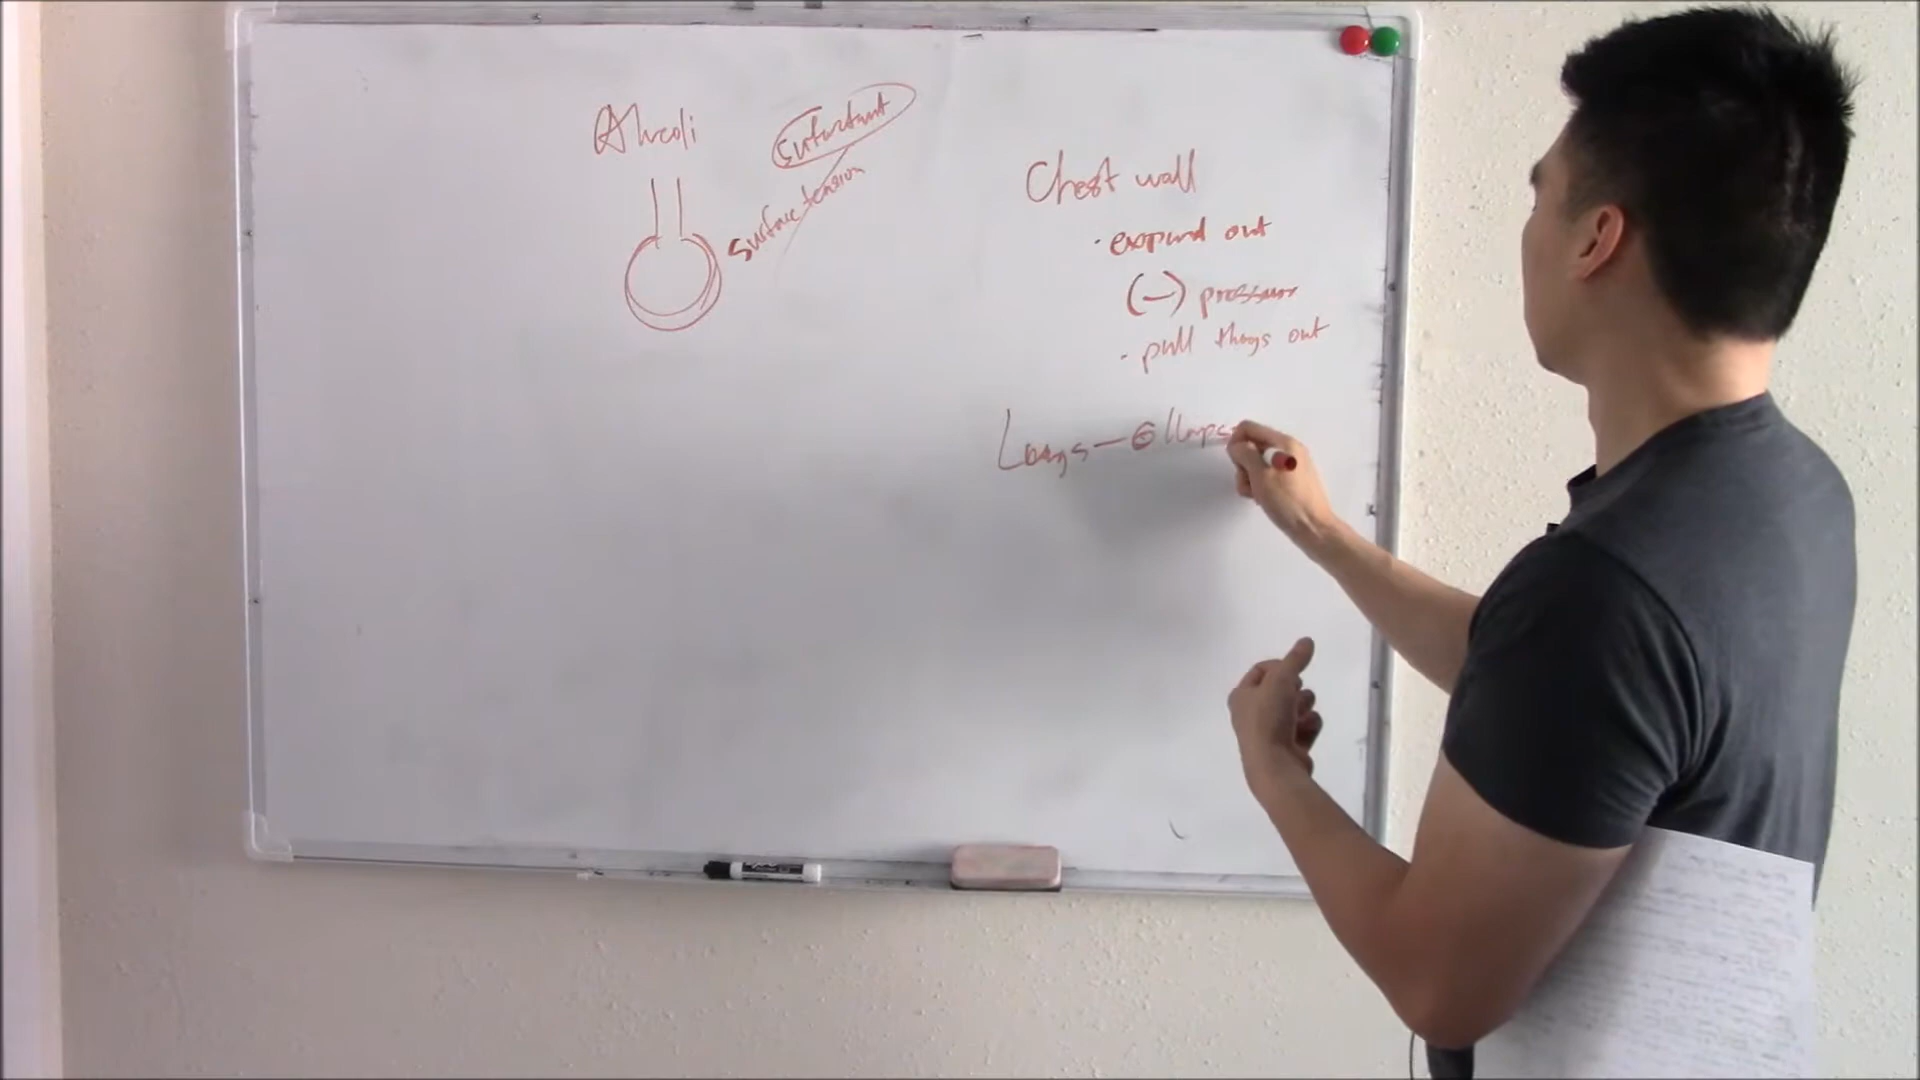 Alveoli
Surfactant
Surface tension
Chest wall
· expand out
(-) pressure
· pull things out
Lungs - Collapse